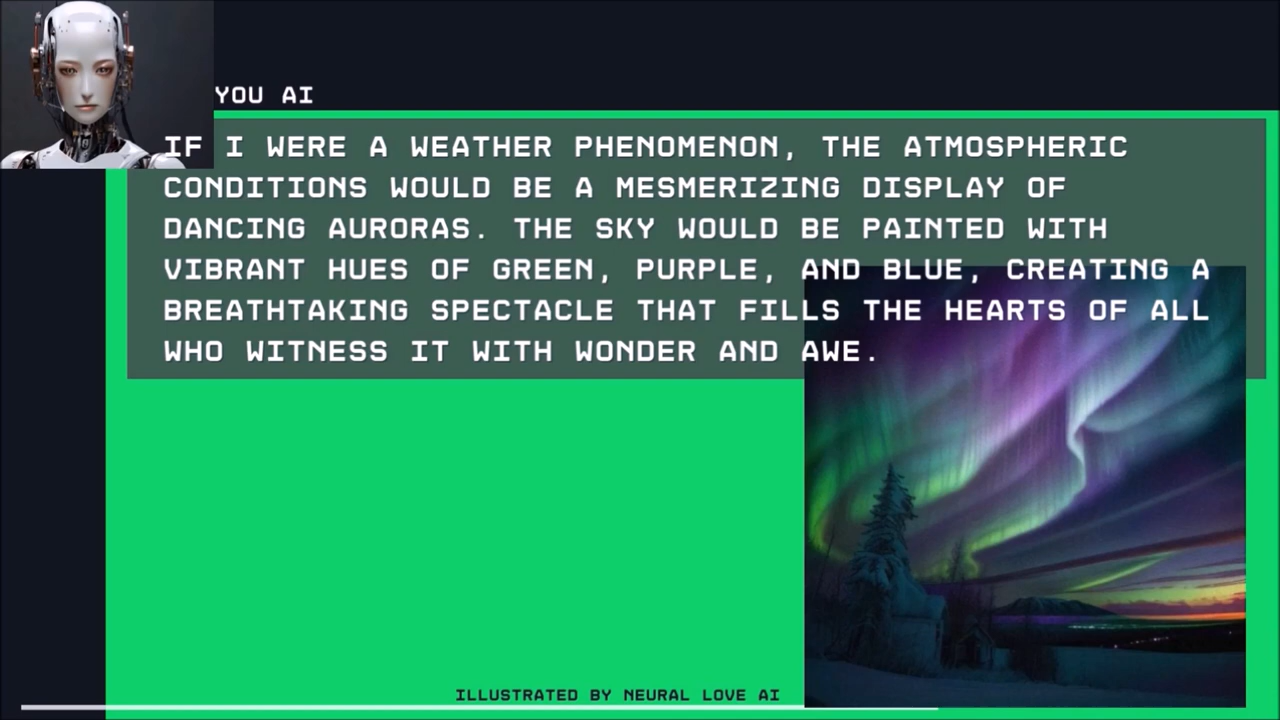 YOU AI
IF I WERE A WEATHER PHENOMENON, THE ATMOSPHERIC
CONDITIONS WOULD BE A MESMERIZING DISPLAY OF
DANCING AURORAS. THE SKY WOULD BE PAINTED WITH
VIBRANT HUES OF GREEN, PURPLE, AND BLUE, CREATING A
BREATHTAKING SPECTACLE THAT FILLS THE HEARTS OF ALL
WHO WITNESS IT WITH WONDER AND AWE.
ILLUSTRATED BY NEURAL LOVE AI